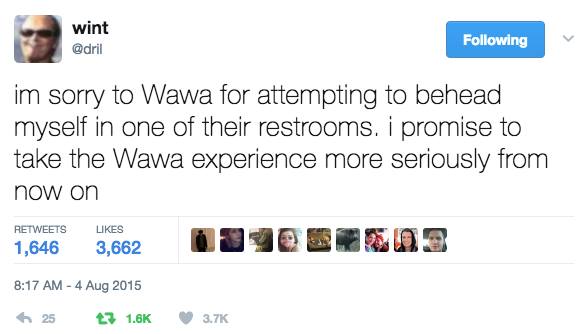 wint
@dril
Following
im sorry to Wawa for attempting to behead
myself in one of their restrooms. i promise to
take the Wawa experience more seriously from
now on
RETWEETS LIKES
1,646 3,662
8:17 AM - 4 Aug 2015
25 1.6K 3.7K